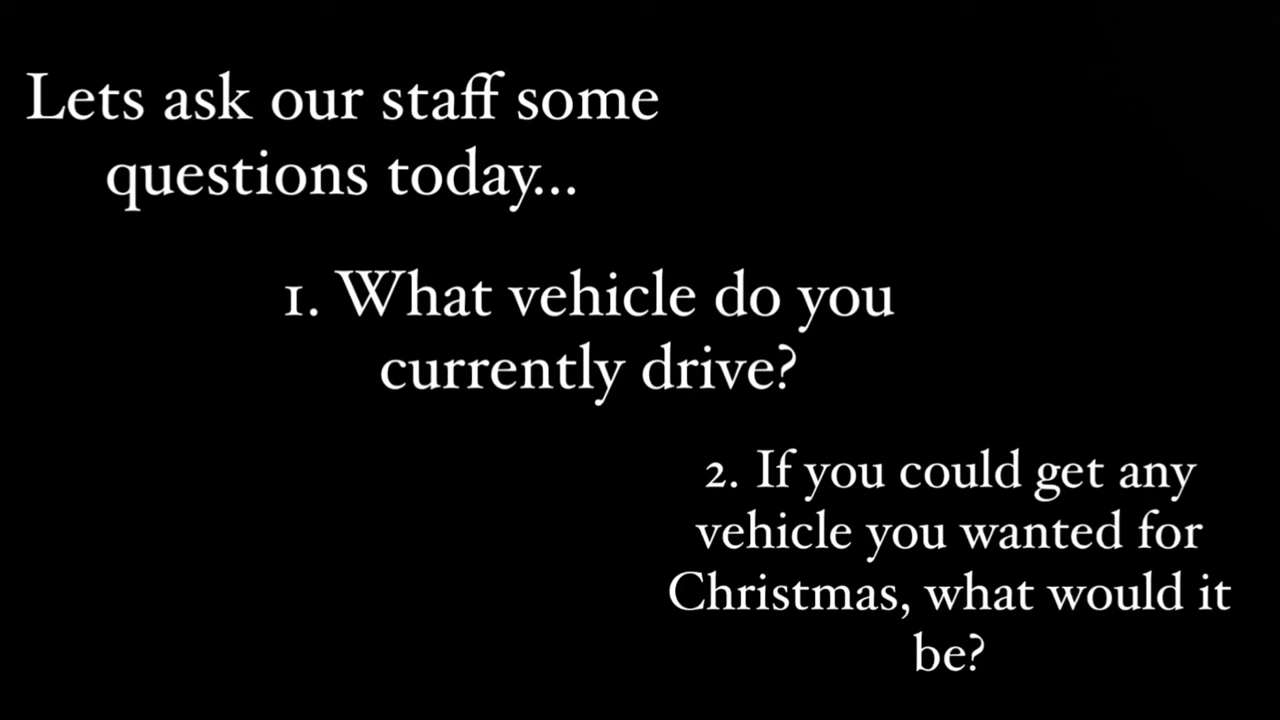 Lets ask our staff some
questions today...
1. What vehicle do you
currently drive?
2. If you could get any
vehicle you wanted for
Christmas, what would it
be?